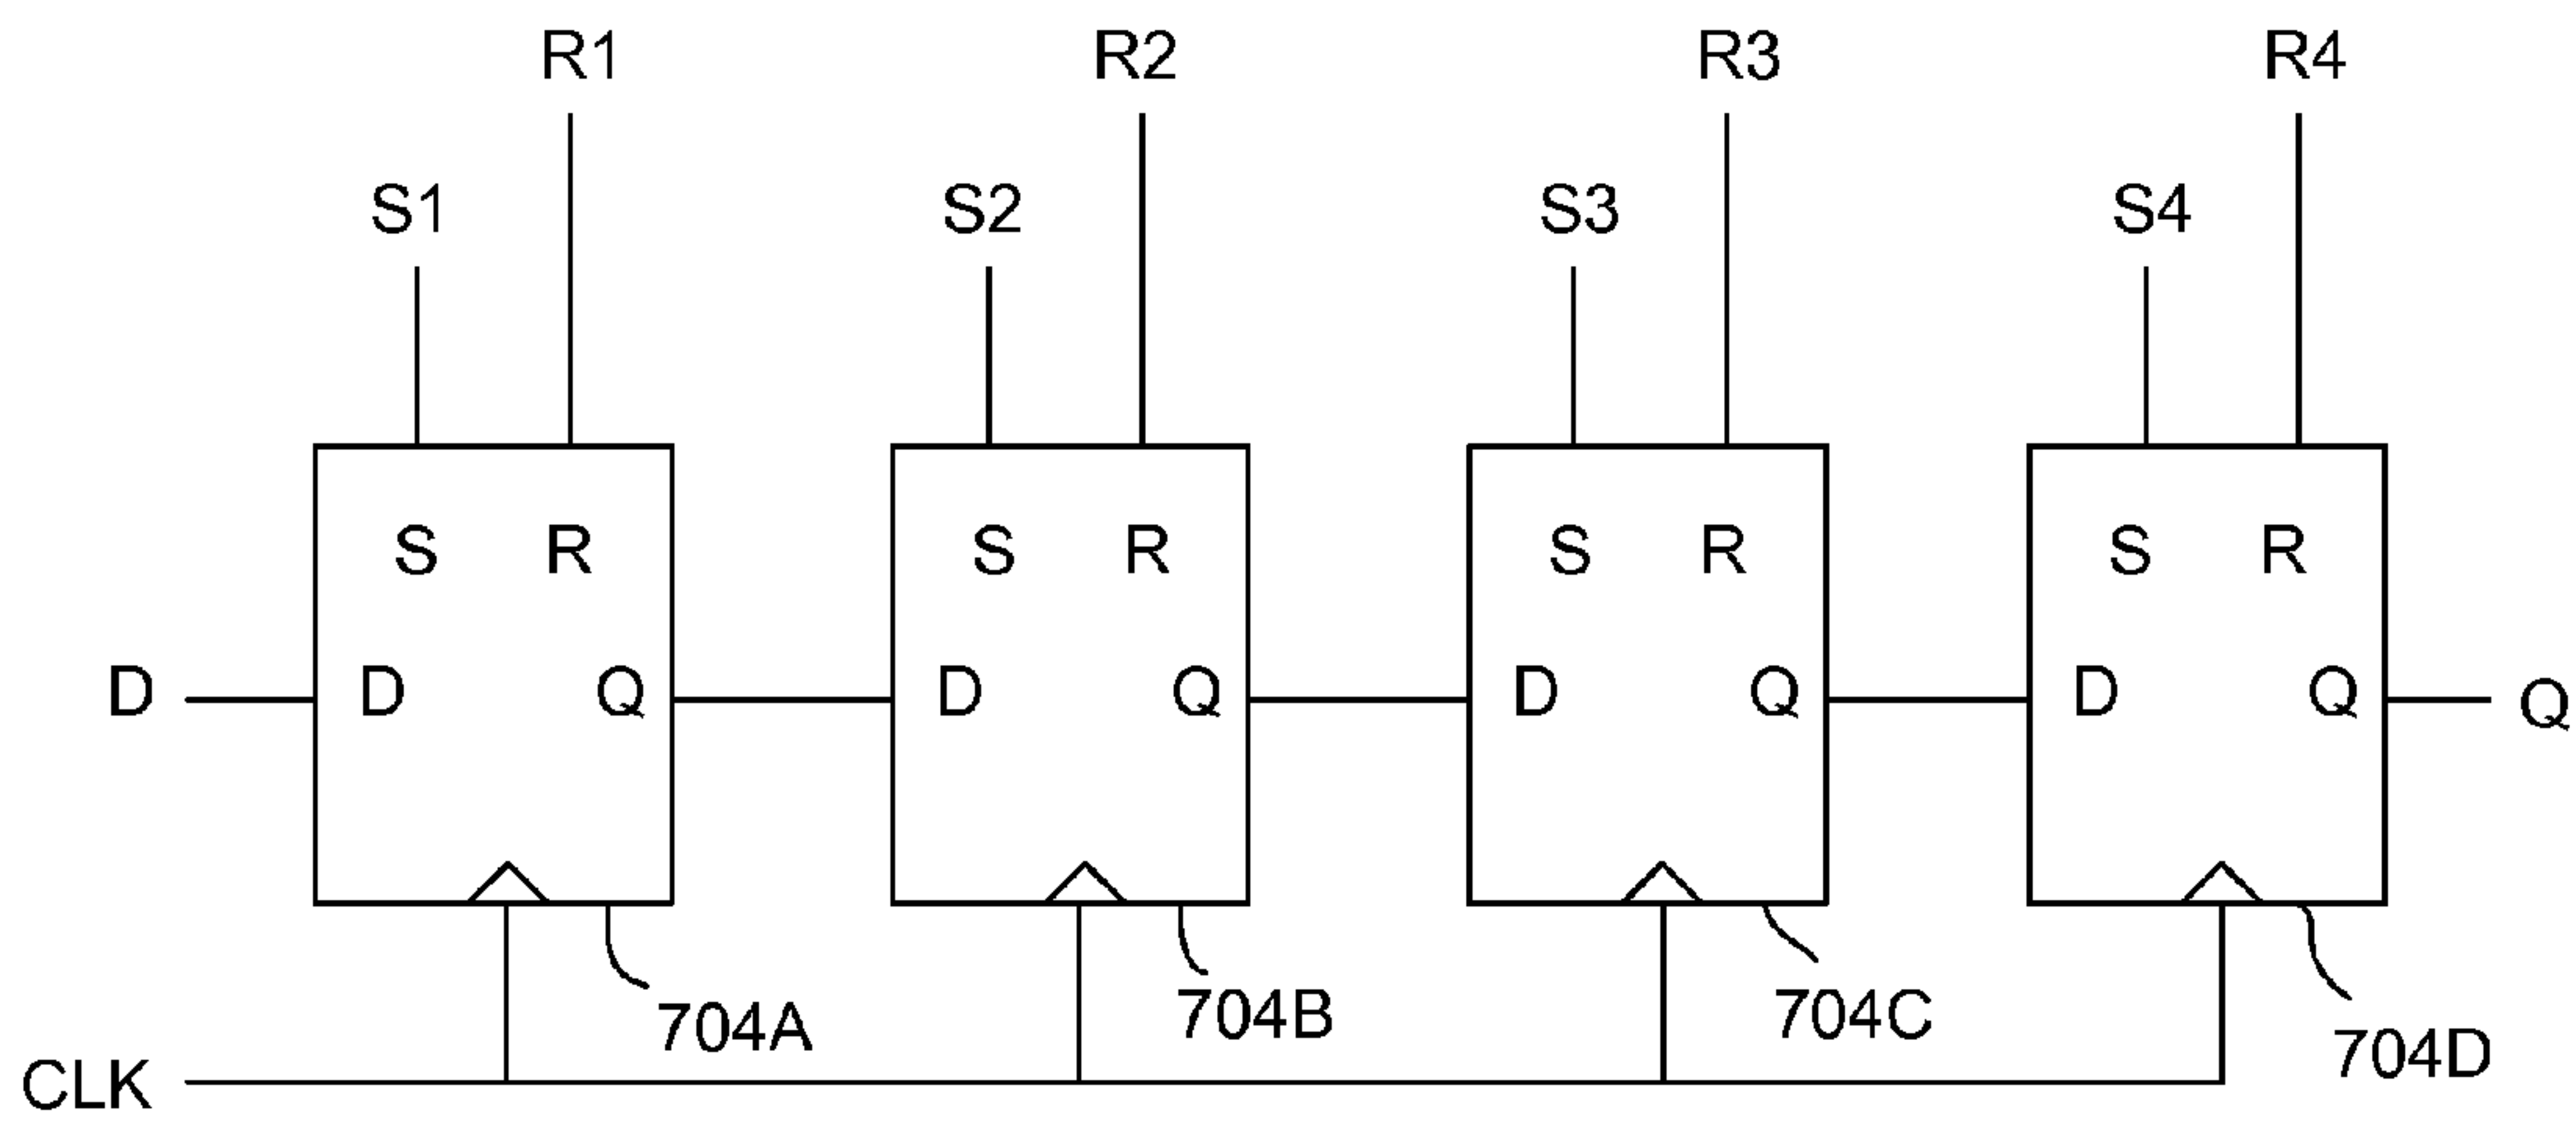 R1 R2 R3 R4
S1 S2 S3 S4
S R S R S R S R
D D Q D Q D Q D Q Q
704A 704B 704C 704D
CLK